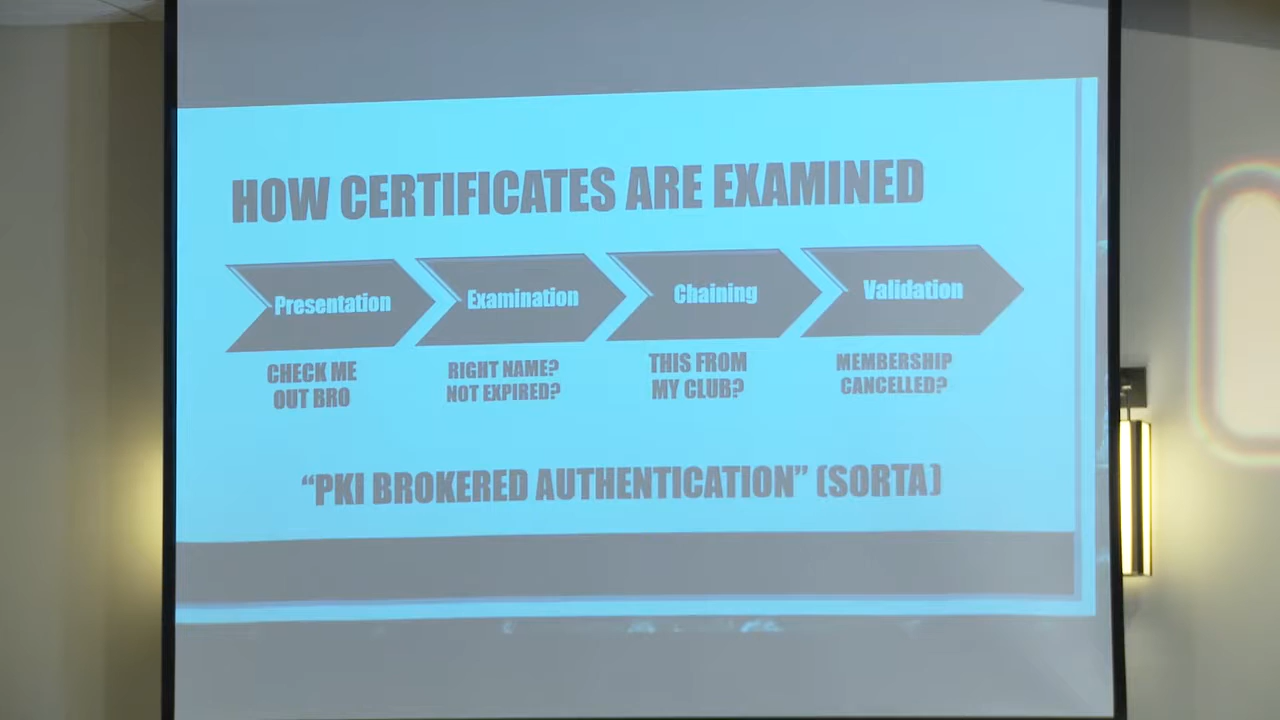 HOW CERTIFICATES ARE EXAMINED
Presentation
Examination
Chaining
Validation
CHECK ME
OUT BRO
RIGHT NAME?
NOT EXPIRED?
THIS FROM
MY CLUB?
MEMBERSHIP
CANCELLED?
“PKI BROKERED AUTHENTICATION” (SORTA)